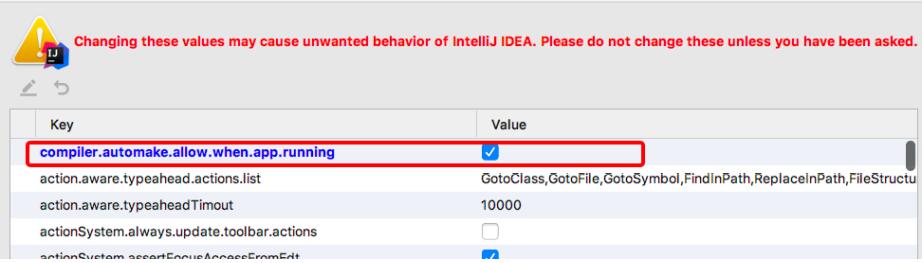 Changing these values may cause unwanted behavior of IntelliJ IDEA. Please do not change these unless you have been asked.
IJ
Key Value
compiler.automake.allow.when.app.running
action.aware.typeahead.actions.list GotoClass,GotoFile,GotoSymbol,FindInPath,ReplaceInPath,FileStructu
action.aware.typeaheadTimout 10000
actionSystem.always.update.toolbar.actions
actionSystem.assertFocusAccessFromEdt